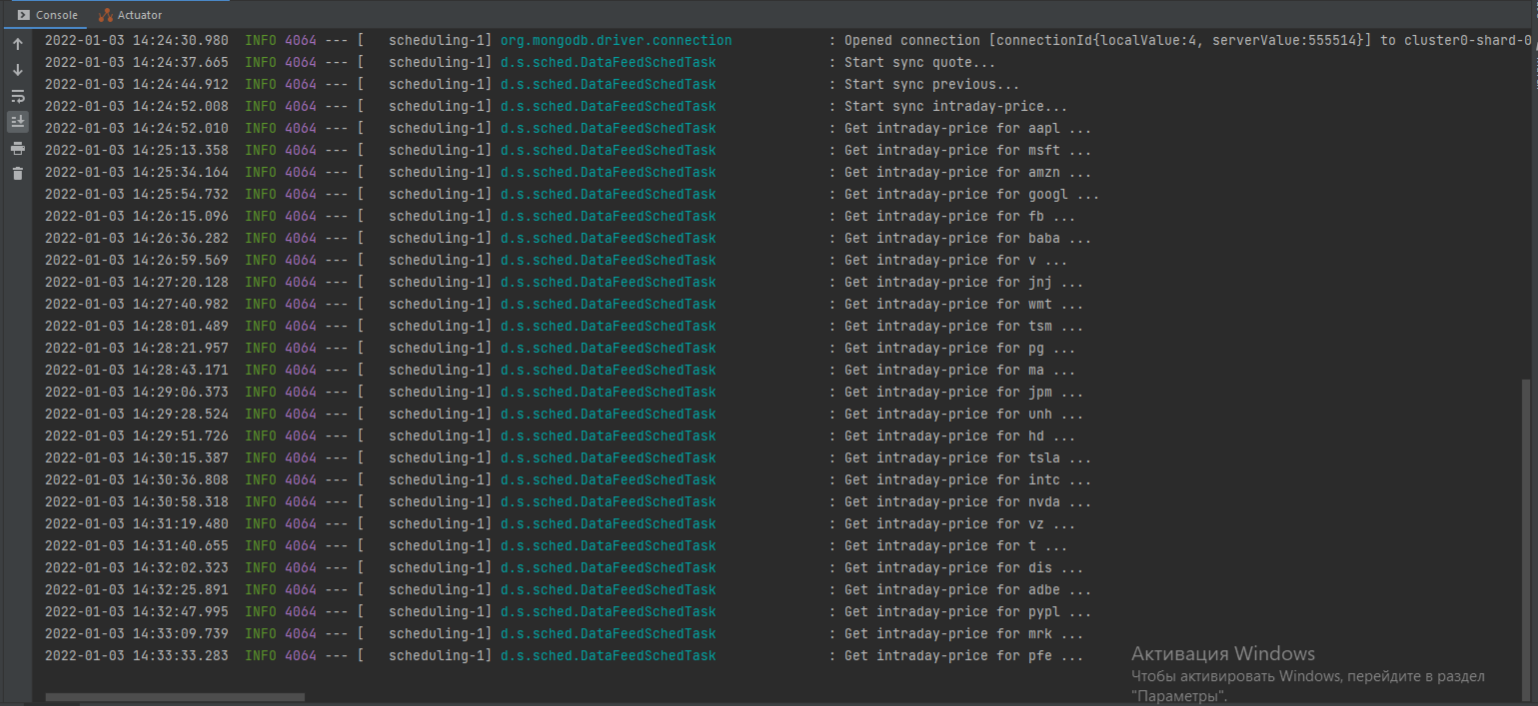 Console Actuator
2022-01-03 14:24:30.980 INFO 4064 --- [ scheduling-1] org.mongodb.driver.connection : Opened connection [connectionId{localValue:4, serverValue:555514}] to cluster0-shard-0
2022-01-03 14:24:37.665 INFO 4064 --- [ scheduling-1] d.s.sched.DataFeedSchedTask : Start sync quote...
2022-01-03 14:24:44.912 INFO 4064 --- [ scheduling-1] d.s.sched.DataFeedSchedTask : Start sync previous...
2022-01-03 14:24:52.008 INFO 4064 --- [ scheduling-1] d.s.sched.DataFeedSchedTask : Start sync intraday-price...
2022-01-03 14:24:52.010 INFO 4064 --- [ scheduling-1] d.s.sched.DataFeedSchedTask : Get intraday-price for aapl ...
2022-01-03 14:25:13.358 INFO 4064 --- [ scheduling-1] d.s.sched.DataFeedSchedTask : Get intraday-price for msft ...
2022-01-03 14:25:34.164 INFO 4064 --- [ scheduling-1] d.s.sched.DataFeedSchedTask : Get intraday-price for amzn ...
2022-01-03 14:25:54.732 INFO 4064 --- [ scheduling-1] d.s.sched.DataFeedSchedTask : Get intraday-price for googl ...
2022-01-03 14:26:15.096 INFO 4064 --- [ scheduling-1] d.s.sched.DataFeedSchedTask : Get intraday-price for fb ...
2022-01-03 14:26:36.282 INFO 4064 --- [ scheduling-1] d.s.sched.DataFeedSchedTask : Get intraday-price for baba ...
2022-01-03 14:26:59.569 INFO 4064 --- [ scheduling-1] d.s.sched.DataFeedSchedTask : Get intraday-price for v ...
2022-01-03 14:27:20.128 INFO 4064 --- [ scheduling-1] d.s.sched.DataFeedSchedTask : Get intraday-price for jnj ...
2022-01-03 14:27:40.982 INFO 4064 --- [ scheduling-1] d.s.sched.DataFeedSchedTask : Get intraday-price for wmt ...
2022-01-03 14:28:01.489 INFO 4064 --- [ scheduling-1] d.s.sched.DataFeedSchedTask : Get intraday-price for tsm ...
2022-01-03 14:28:21.957 INFO 4064 --- [ scheduling-1] d.s.sched.DataFeedSchedTask : Get intraday-price for pg ...
2022-01-03 14:28:43.171 INFO 4064 --- [ scheduling-1] d.s.sched.DataFeedSchedTask : Get intraday-price for ma ...
2022-01-03 14:29:06.373 INFO 4064 --- [ scheduling-1] d.s.sched.DataFeedSchedTask : Get intraday-price for jpm ...
2022-01-03 14:29:28.524 INFO 4064 --- [ scheduling-1] d.s.sched.DataFeedSchedTask : Get intraday-price for unh ...
2022-01-03 14:29:51.726 INFO 4064 --- [ scheduling-1] d.s.sched.DataFeedSchedTask : Get intraday-price for hd ...
2022-01-03 14:30:15.387 INFO 4064 --- [ scheduling-1] d.s.sched.DataFeedSchedTask : Get intraday-price for tsla ...
2022-01-03 14:30:36.808 INFO 4064 --- [ scheduling-1] d.s.sched.DataFeedSchedTask : Get intraday-price for intc ...
2022-01-03 14:30:58.318 INFO 4064 --- [ scheduling-1] d.s.sched.DataFeedSchedTask : Get intraday-price for nvda ...
2022-01-03 14:31:19.480 INFO 4064 --- [ scheduling-1] d.s.sched.DataFeedSchedTask : Get intraday-price for vz ...
2022-01-03 14:31:40.655 INFO 4064 --- [ scheduling-1] d.s.sched.DataFeedSchedTask : Get intraday-price for t ...
2022-01-03 14:32:02.323 INFO 4064 --- [ scheduling-1] d.s.sched.DataFeedSchedTask : Get intraday-price for dis ...
2022-01-03 14:32:25.891 INFO 4064 --- [ scheduling-1] d.s.sched.DataFeedSchedTask : Get intraday-price for adbe ...
2022-01-03 14:32:47.995 INFO 4064 --- [ scheduling-1] d.s.sched.DataFeedSchedTask : Get intraday-price for pypl ...
2022-01-03 14:33:09.739 INFO 4064 --- [ scheduling-1] d.s.sched.DataFeedSchedTask : Get intraday-price for mrk ...
2022-01-03 14:33:33.283 INFO 4064 --- [ scheduling-1] d.s.sched.DataFeedSchedTask : Get intraday-price for pfe ...
Активация Windows
Чтобы активировать Windows, перейдите в раздел
"Параметры".